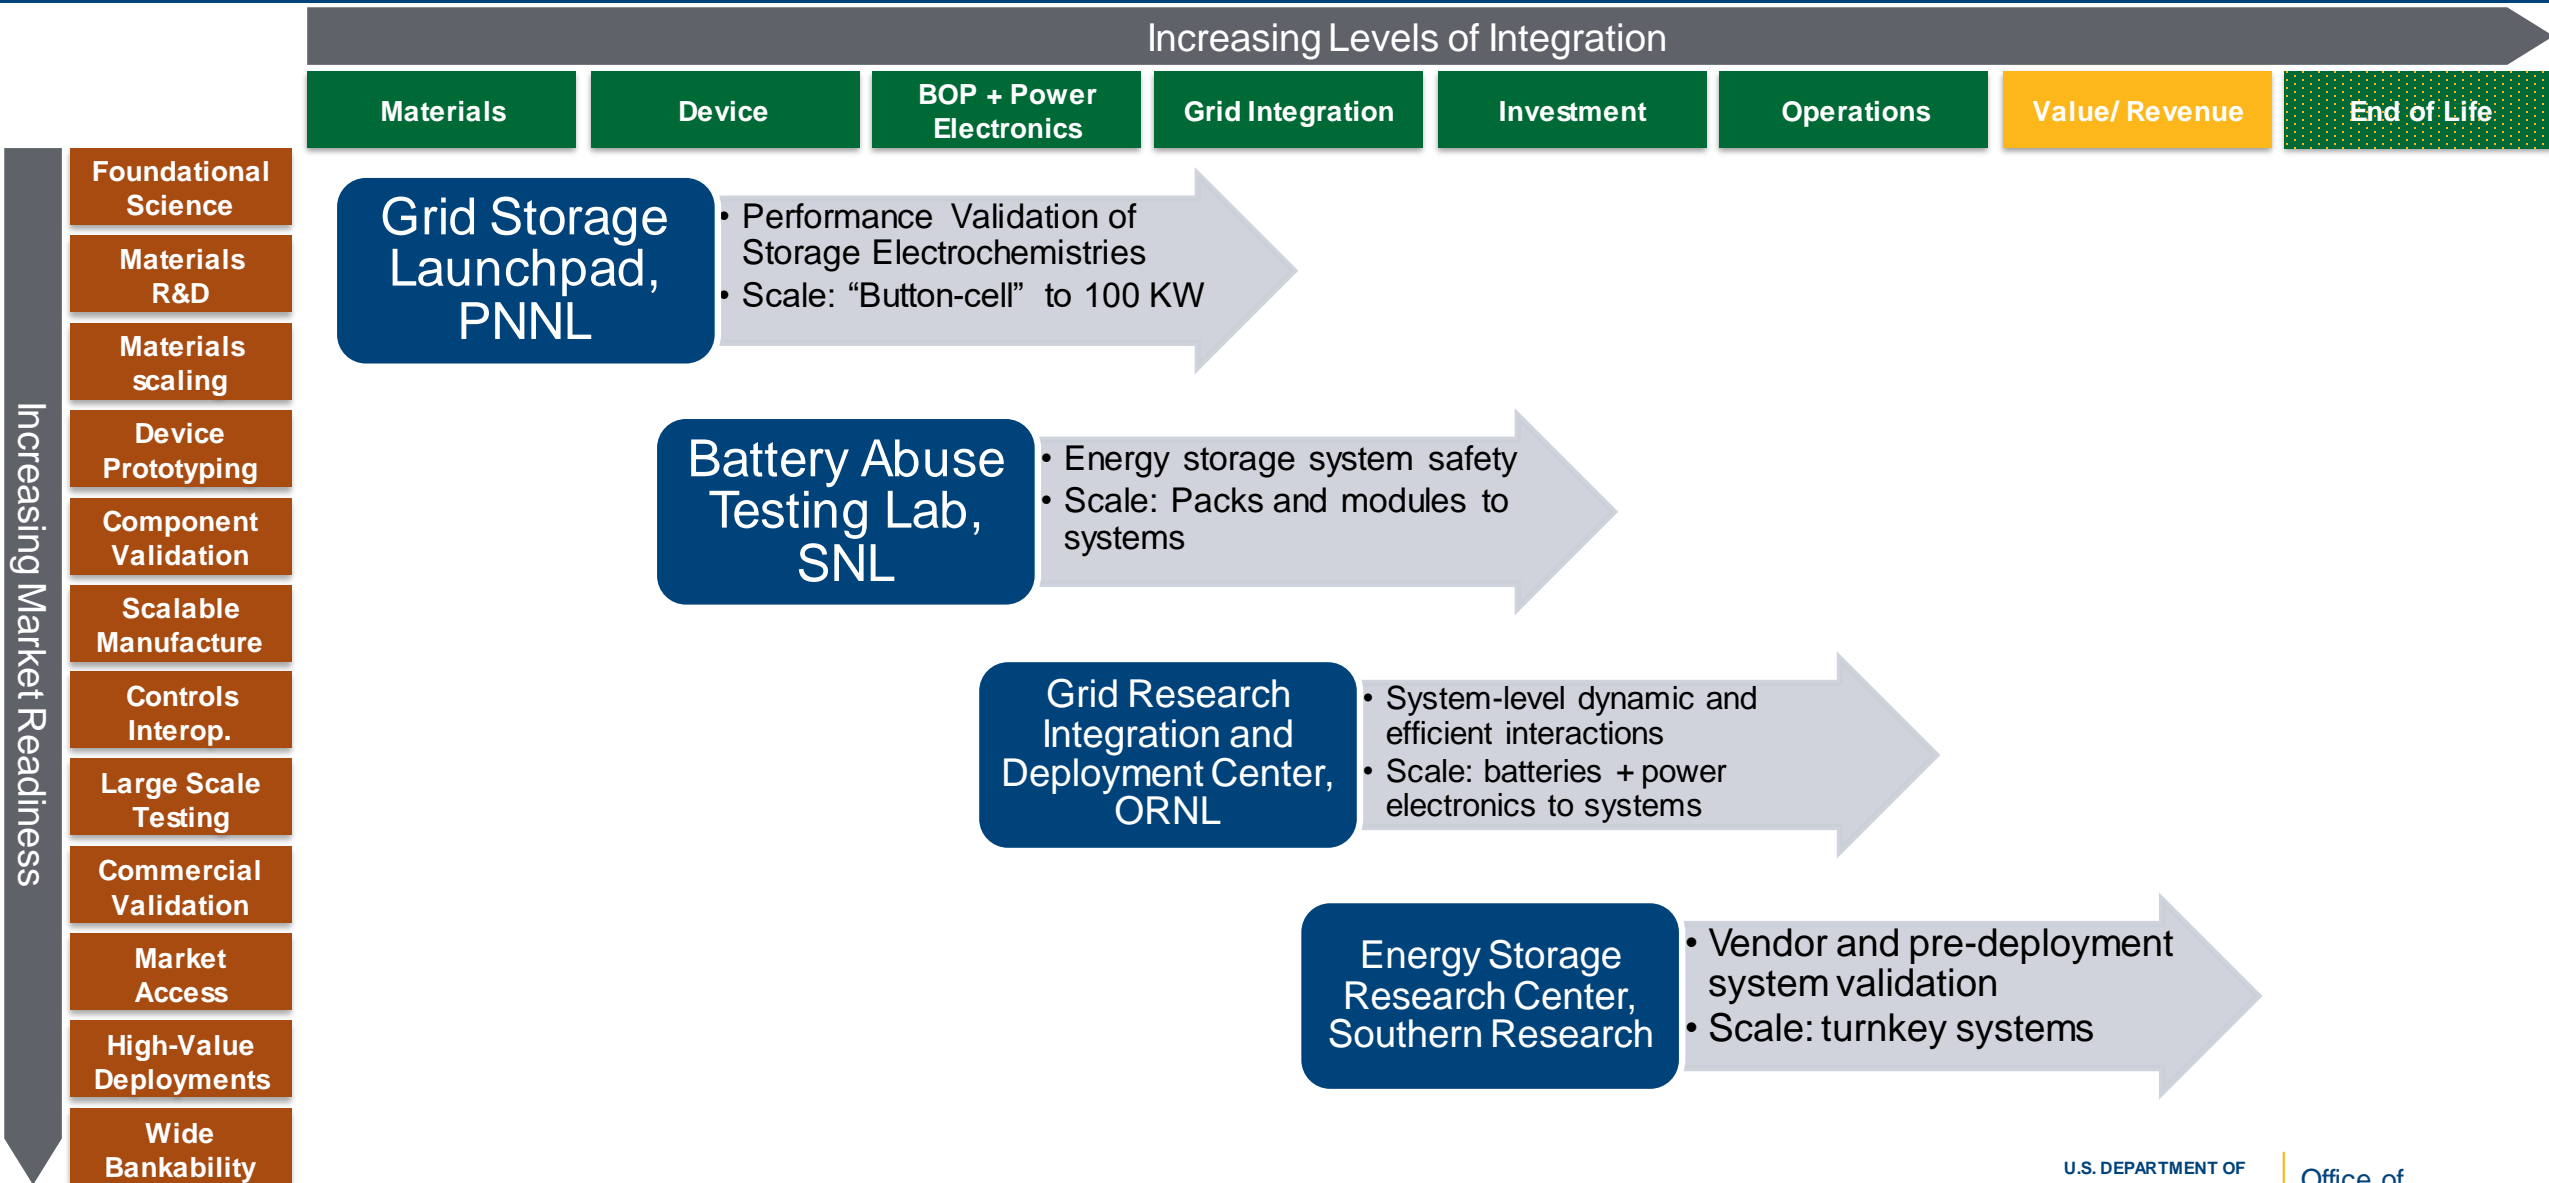 Increasing Levels of Integration
Materials
Device
BOP + Power
Electronics
Grid Integration
Investment
Operations
Value/ Revenue
End of Life
Increasing Market Readiness
Foundational
Science
Materials
R&D
Materials
scaling
Device
Prototyping
Component
Validation
Scalable
Manufacture
Controls
Interop.
Large Scale
Testing
Commercial
Validation
Market
Access
High-Value
Deployments
Wide
Bankability
Grid Storage
Launchpad,
PNNL
• Performance Validation of
Storage Electrochemistries
• Scale: “Button-cell” to 100 KW
Battery Abuse
Testing Lab,
SNL
• Energy storage system safety
• Scale: Packs and modules to
systems
Grid Research
Integration and
Deployment Center,
ORNL
• System-level dynamic and
efficient interactions
• Scale: batteries + power
electronics to systems
Energy Storage
Research Center,
Southern Research
• Vendor and pre-deployment
system validation
• Scale: turnkey systems
U.S. DEPARTMENT OF
Office of